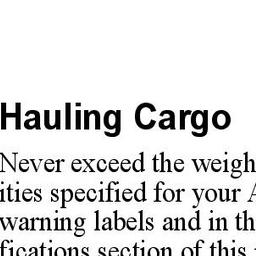 Hauling Cargo
Never exceed the weigh
ities specified for your A
warning labels and in th
fications section of this